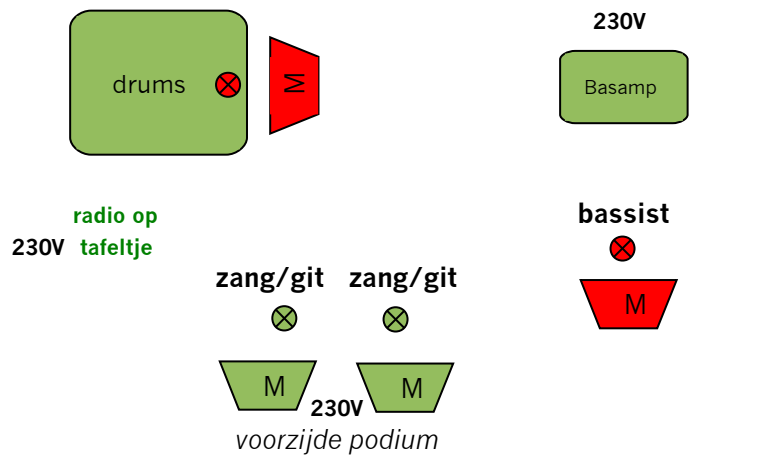 230V
drums
M
Basamp
radio op
230V tafeltje
bassist
zang/git zang/git
M
M
M
230V
voorzijde podium